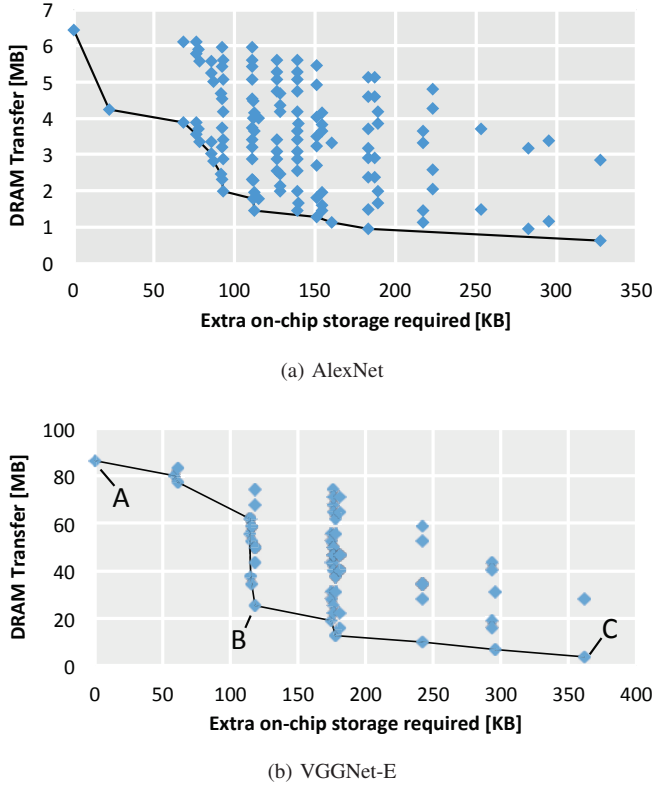 7
6
5
4
3
2
1
0
DRAM Transfer [MB]
0 50 100 150 200 250 300 350
Extra on-chip storage required [KB]
(a) AlexNet
100
80
60
40
20
0
DRAM Transfer [MB]
A
B
C
0 50 100 150 200 250 300 350 400
Extra on-chip storage required [KB]
(b) VGGNet-E